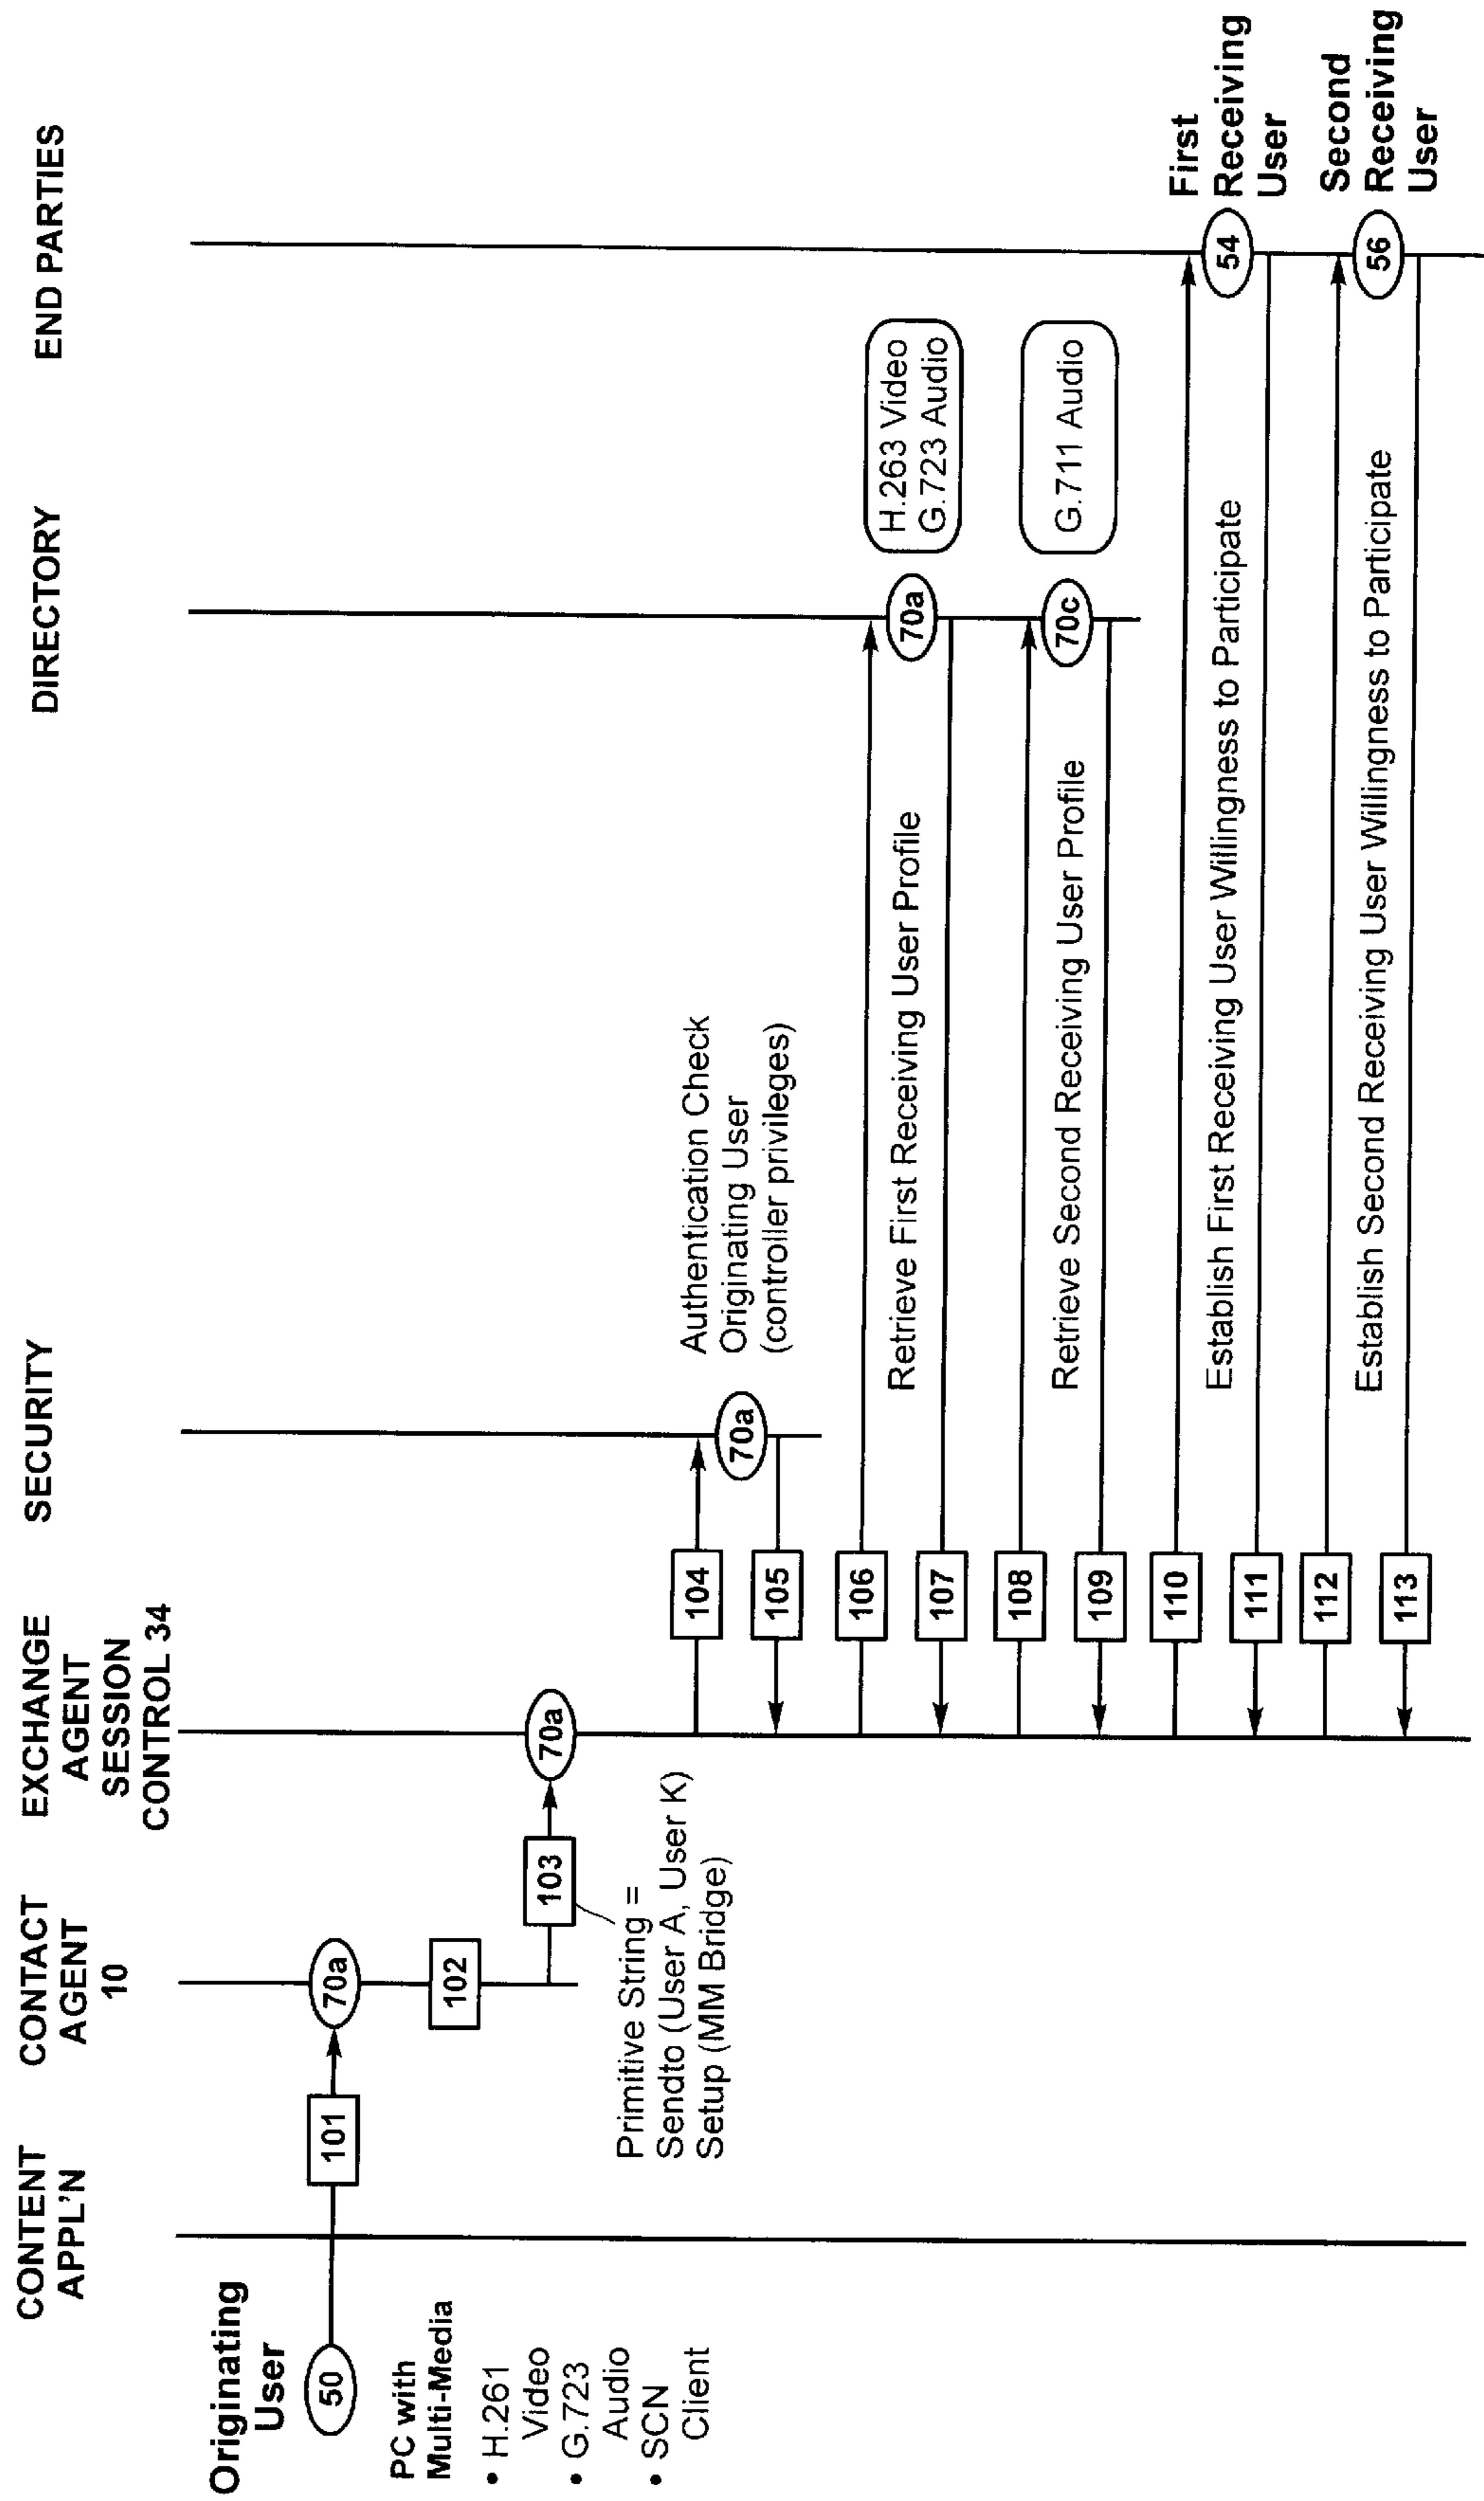 CONTENT
APPL'N
CONTACT
AGENT
10
EXCHANGE
AGENT
SESSION
CONTROL 34
SECURITY
DIRECTORY
END PARTIES
Originating
User
50
PC with
Multi-Media
• H.261
Video
• G.723
Audio
• SCN
Client
101
70a
102
103
70a
Primitive String =
Sendto (User A, User K)
Setup (MM Bridge)
104
70a
105
Authentication Check
Originating User
(controller privileges)
106
70a
H.263 Video
G.723 Audio
Retrieve First Receiving User Profile
107
108
70c
G.711 Audio
Retrieve Second Receiving User Profile
109
110
First
Receiving
User
54
Establish First Receiving User Willingness to Participate
111
112
Second
Receiving
User
56
Establish Second Receiving User Willingness to Participate
113